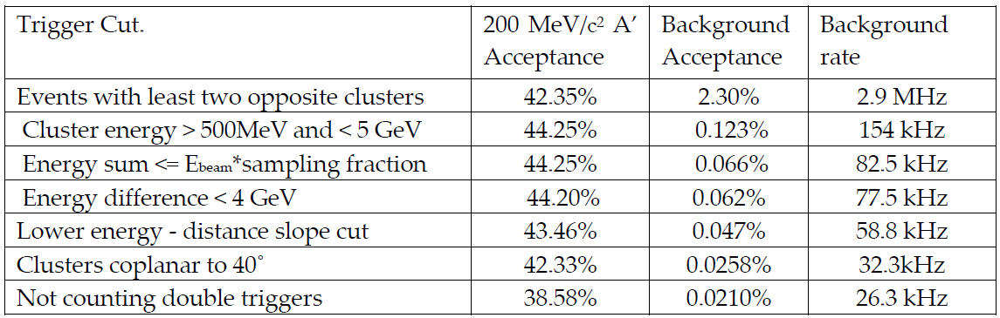 Trigger Cut. 200 MeV/c² A′ Acceptance Background Acceptance Background rate
Events with least two opposite clusters 42.35% 2.30% 2.9 MHz
Cluster energy > 500MeV and < 5 GeV 44.25% 0.123% 154 kHz
Energy sum <= Ebeam*sampling fraction 44.25% 0.066% 82.5 kHz
Energy difference < 4 GeV 44.20% 0.062% 77.5 kHz
Lower energy - distance slope cut 43.46% 0.047% 58.8 kHz
Clusters coplanar to 40° 42.33% 0.0258% 32.3kHz
Not counting double triggers 38.58% 0.0210% 26.3 kHz